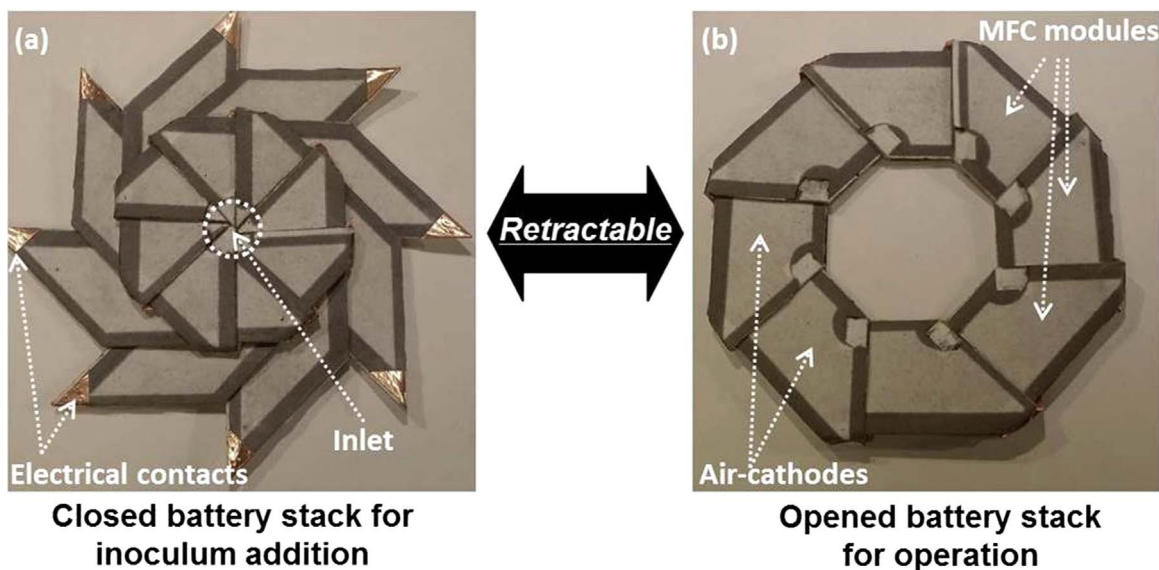 (a)
Electrical contacts
Inlet
Closed battery stack for
inoculum addition
Retractable
(b)
MFC modules
Air-cathodes
Opened battery stack
for operation